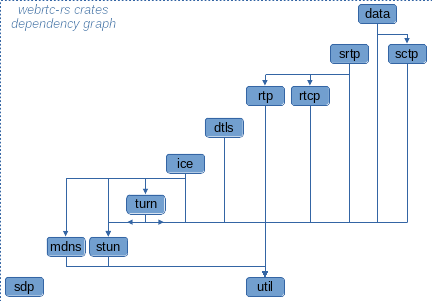 webrtc-rs crates
dependency graph
data
srtp
sctp
rtp
rtcp
dtls
ice
turn
mdns
stun
sdp
util